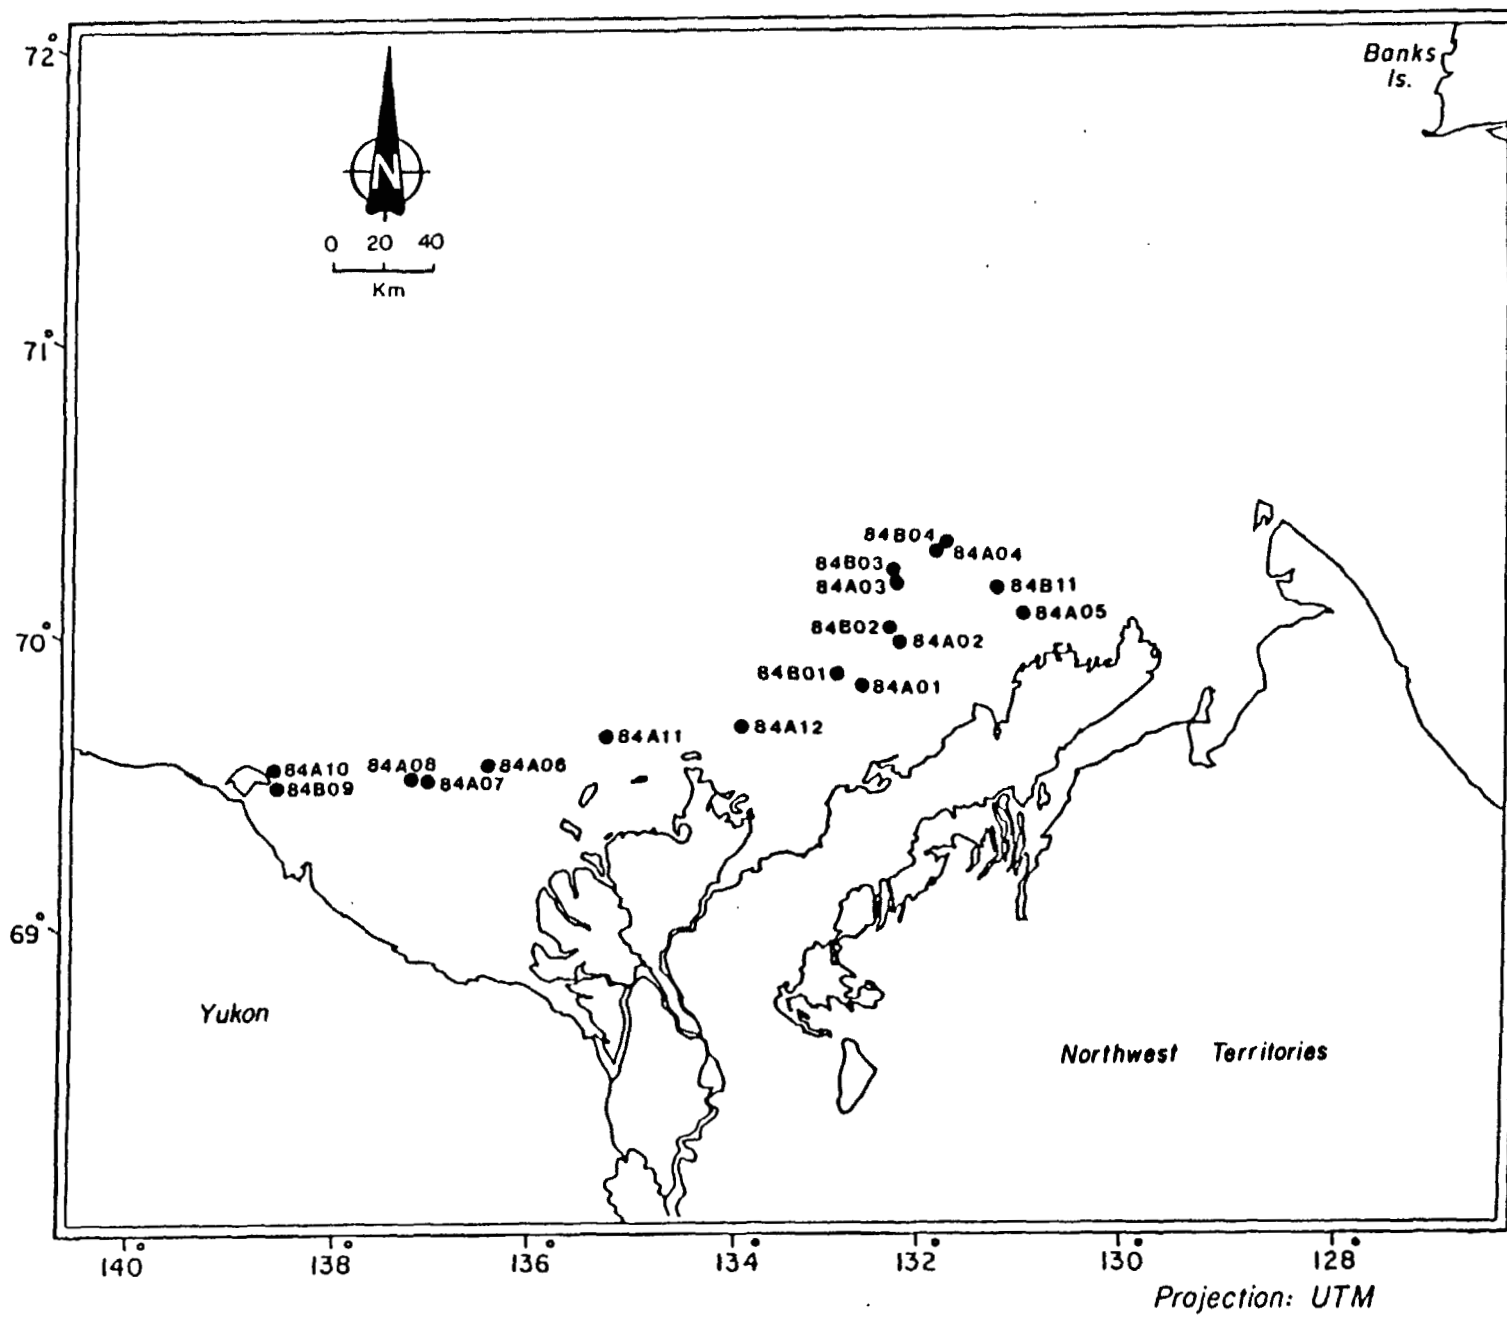 72°
Banks
Is.
N
0 20 40
Km
71°
84B04
84A04
84B03
84A03
84B11
84A05
70°
84B02
84A02
84B01
84A01
84A12
84A11
84A10
84A08
84A06
84B09
84A07
69°
Yukon
Northwest Territories
140° 138° 136° 134° 132° 130° 128°
Projection: UTM